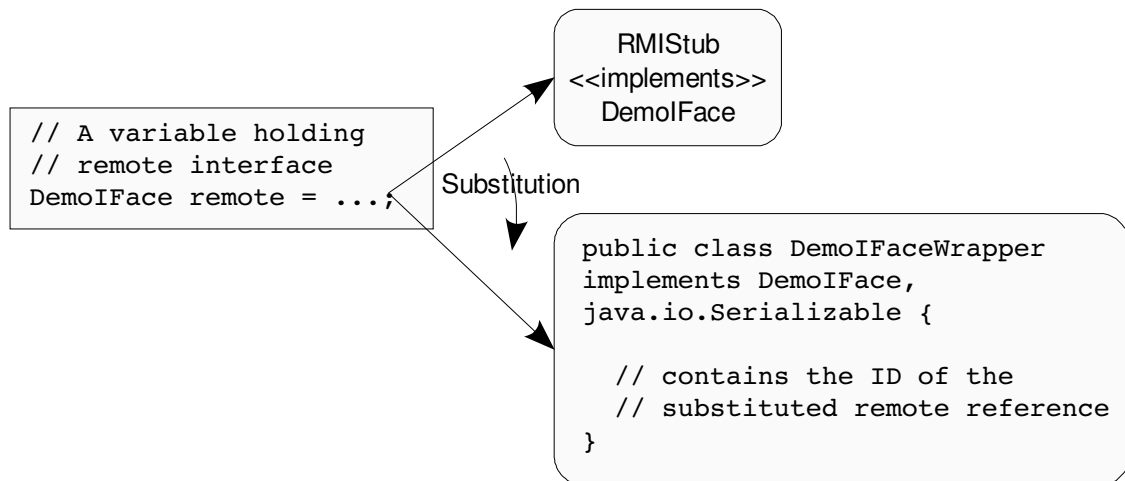 RMIStub
<<implements>>
DemoIFace
// A variable holding
// remote interface
DemoIFace remote = ...;
Substitution
public class DemoIFaceWrapper
implements DemoIFace,
java.io.Serializable {
// contains the ID of the
// substituted remote reference
}